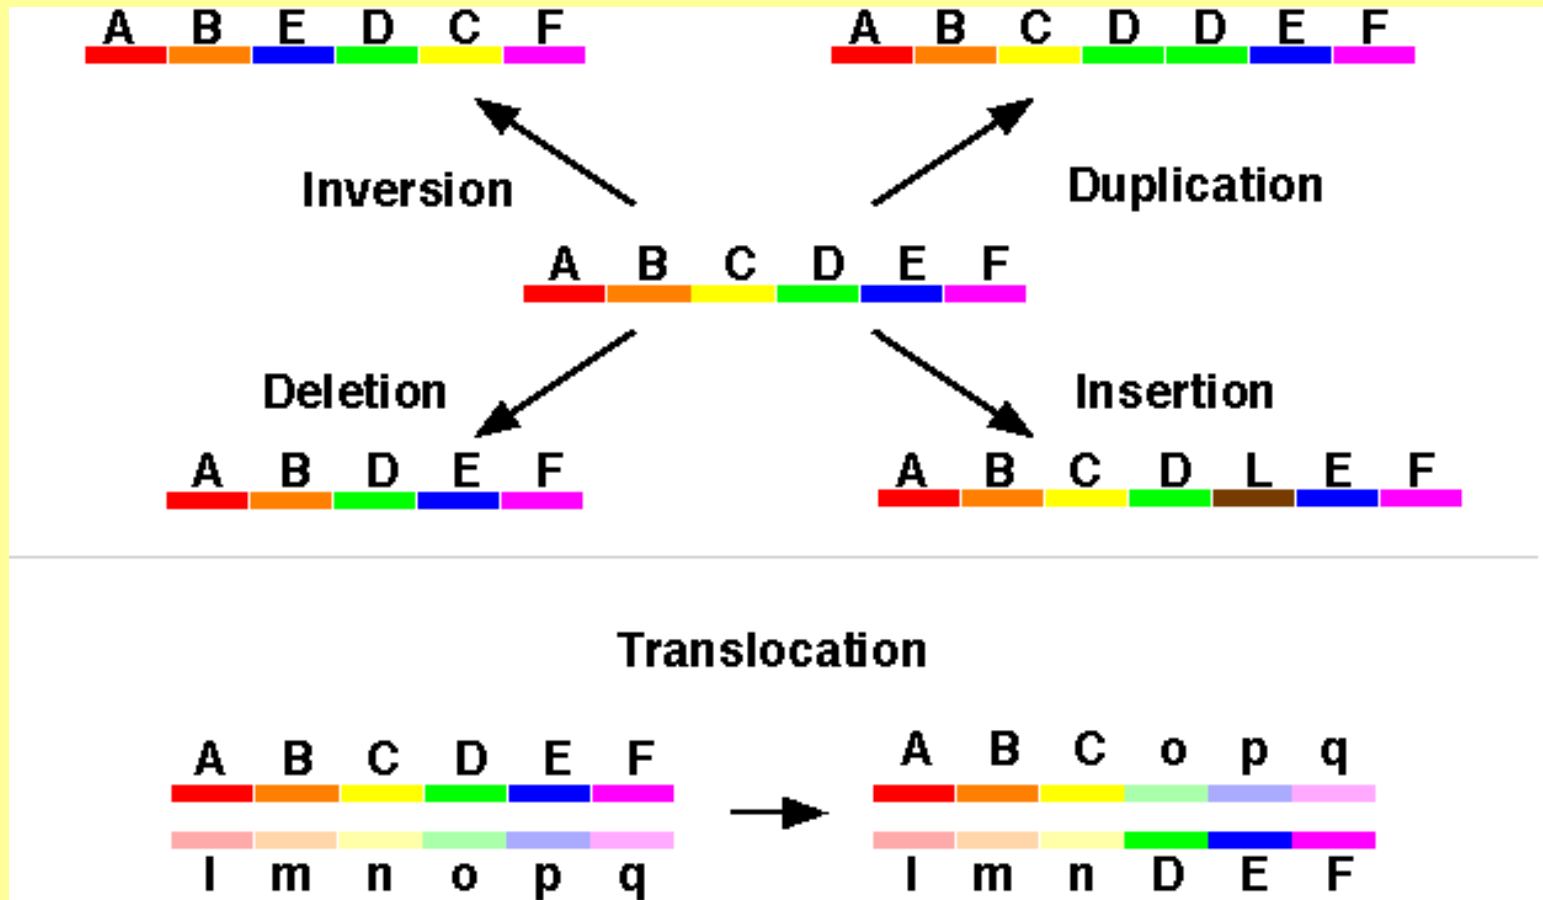 A B E D C F
A B C D D E F
Inversion
Duplication
A B C D E F
Deletion
Insertion
A B D E F
A B C D L E F
Translocation
A B C D E F
A B C o p q
l m n o p q
l m n D E F